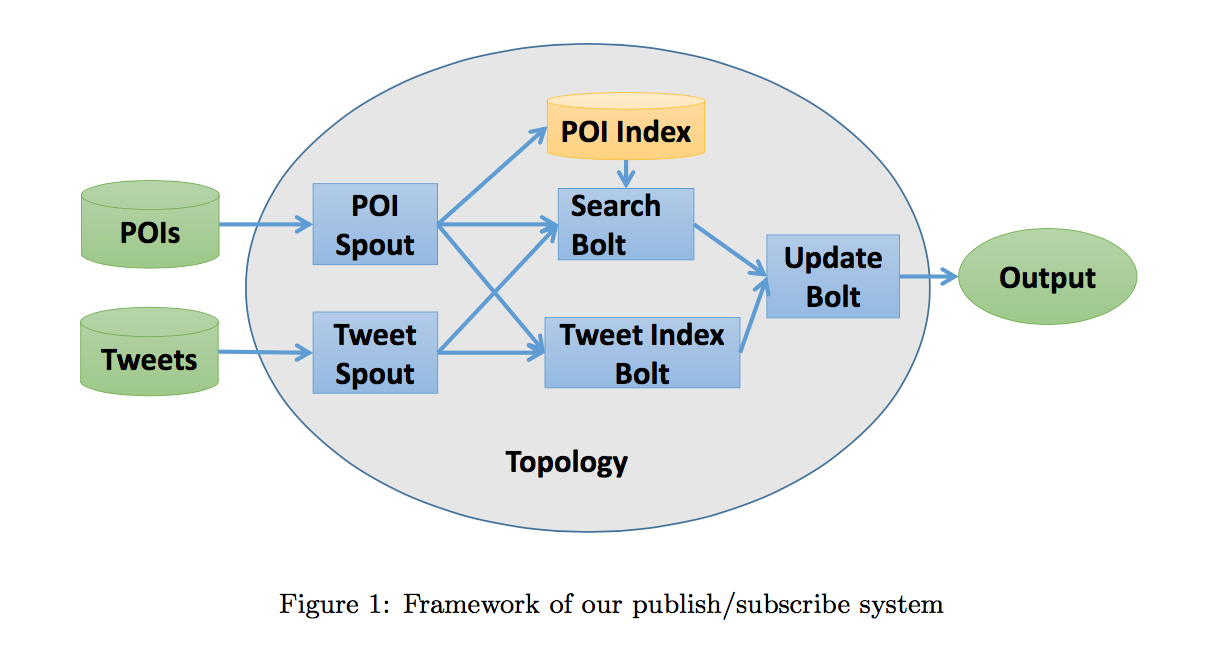 POI Index
POIs
POI
Spout
Search
Bolt
Update
Bolt
Output
Tweets
Tweet
Spout
Tweet Index
Bolt
Topology
Figure 1: Framework of our publish/subscribe system